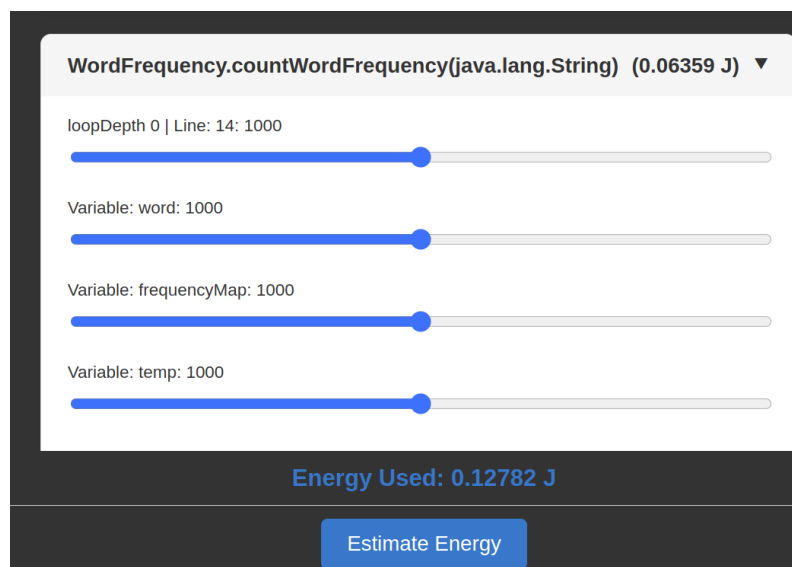 WordFrequency.countWordFrequency(java.lang.String) (0.06359 J) ▼
loopDepth 0 | Line: 14: 1000
Variable: word: 1000
Variable: frequencyMap: 1000
Variable: temp: 1000
Energy Used: 0.12782 J
Estimate Energy